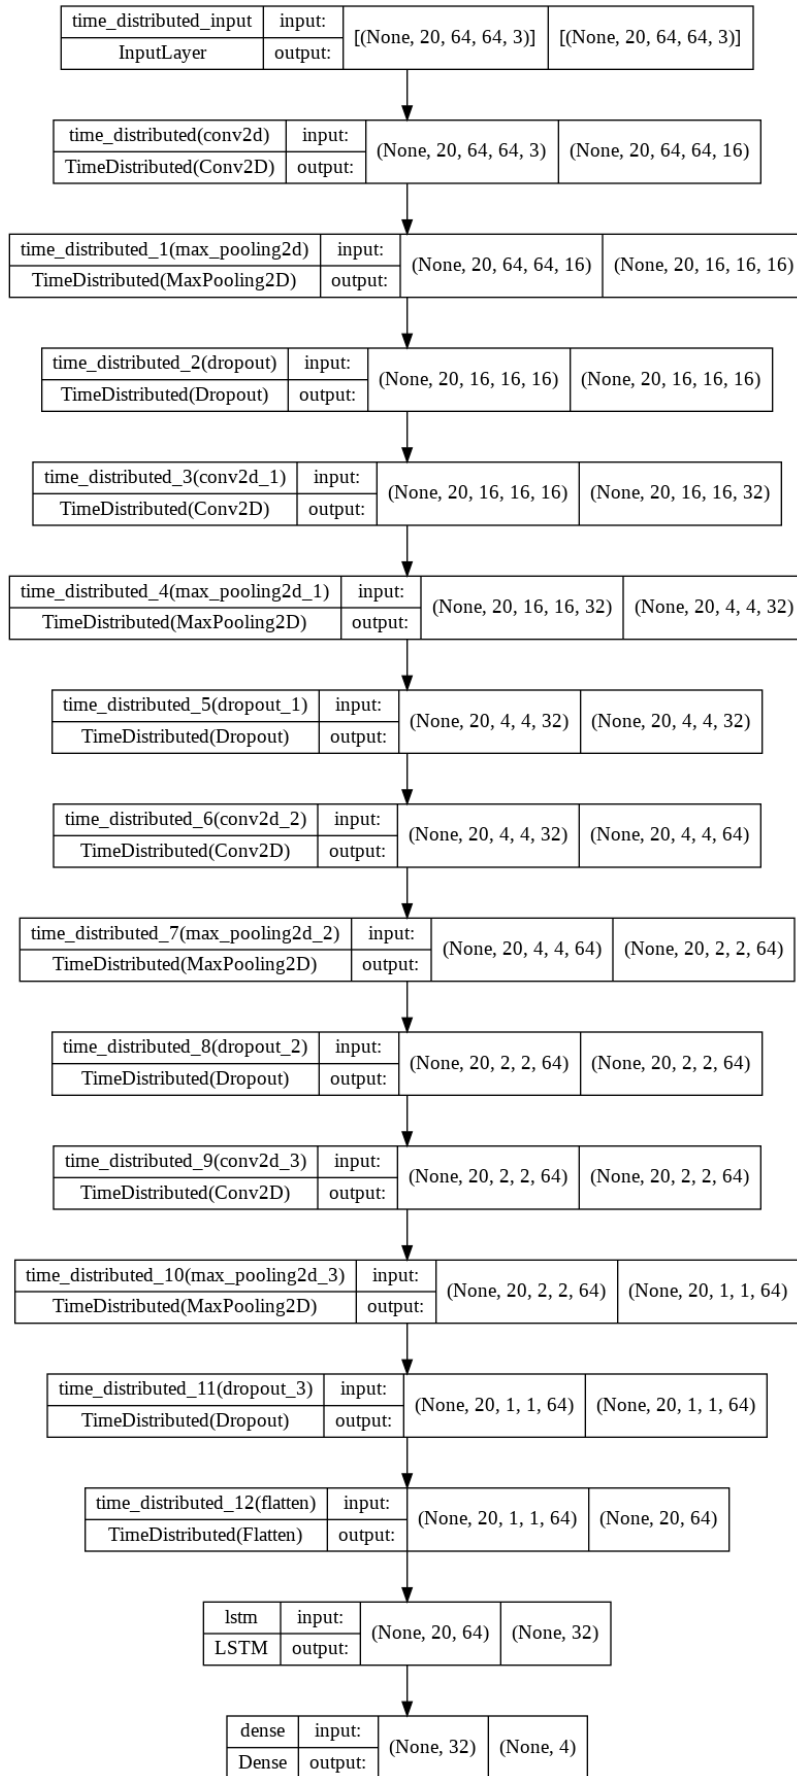 time_distributed_input input: [(None, 20, 64, 64, 3)] [(None, 20, 64, 64, 3)]
InputLayer output:
time_distributed(conv2d) input: (None, 20, 64, 64, 3) (None, 20, 64, 64, 16)
TimeDistributed(Conv2D) output:
time_distributed_1(max_pooling2d) input: (None, 20, 64, 64, 16) (None, 20, 16, 16, 16)
TimeDistributed(MaxPooling2D) output:
time_distributed_2(dropout) input: (None, 20, 16, 16, 16) (None, 20, 16, 16, 16)
TimeDistributed(Dropout) output:
time_distributed_3(conv2d_1) input: (None, 20, 16, 16, 16) (None, 20, 16, 16, 32)
TimeDistributed(Conv2D) output:
time_distributed_4(max_pooling2d_1) input: (None, 20, 16, 16, 32) (None, 20, 4, 4, 32)
TimeDistributed(MaxPooling2D) output:
time_distributed_5(dropout_1) input: (None, 20, 4, 4, 32) (None, 20, 4, 4, 32)
TimeDistributed(Dropout) output:
time_distributed_6(conv2d_2) input: (None, 20, 4, 4, 32) (None, 20, 4, 4, 64)
TimeDistributed(Conv2D) output:
time_distributed_7(max_pooling2d_2) input: (None, 20, 4, 4, 64) (None, 20, 2, 2, 64)
TimeDistributed(MaxPooling2D) output:
time_distributed_8(dropout_2) input: (None, 20, 2, 2, 64) (None, 20, 2, 2, 64)
TimeDistributed(Dropout) output:
time_distributed_9(conv2d_3) input: (None, 20, 2, 2, 64) (None, 20, 2, 2, 64)
TimeDistributed(Conv2D) output:
time_distributed_10(max_pooling2d_3) input: (None, 20, 2, 2, 64) (None, 20, 1, 1, 64)
TimeDistributed(MaxPooling2D) output:
time_distributed_11(dropout_3) input: (None, 20, 1, 1, 64) (None, 20, 1, 1, 64)
TimeDistributed(Dropout) output:
time_distributed_12(flatten) input: (None, 20, 1, 1, 64) (None, 20, 64)
TimeDistributed(Flatten) output:
lstm input: (None, 20, 64) (None, 32)
LSTM output:
dense input: (None, 32) (None, 4)
Dense output: